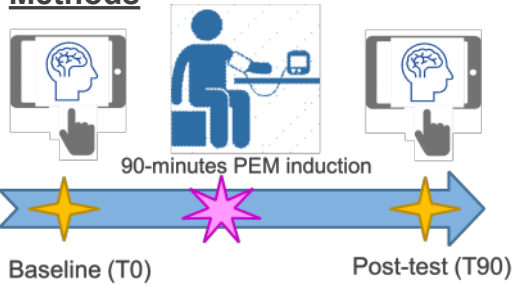 Methods
90-minutes PEM induction
Baseline (T0)
Post-test (T90)